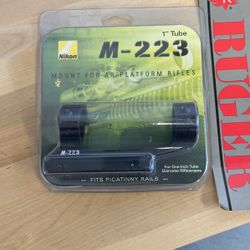 Nikon
1" Tube
M-223
MOUNT FOR AR PLATFORM RIFLES
M-223
For One Inch Tube
Diameter Riflescopes
FITS PICATINNY RAILS
RUGER